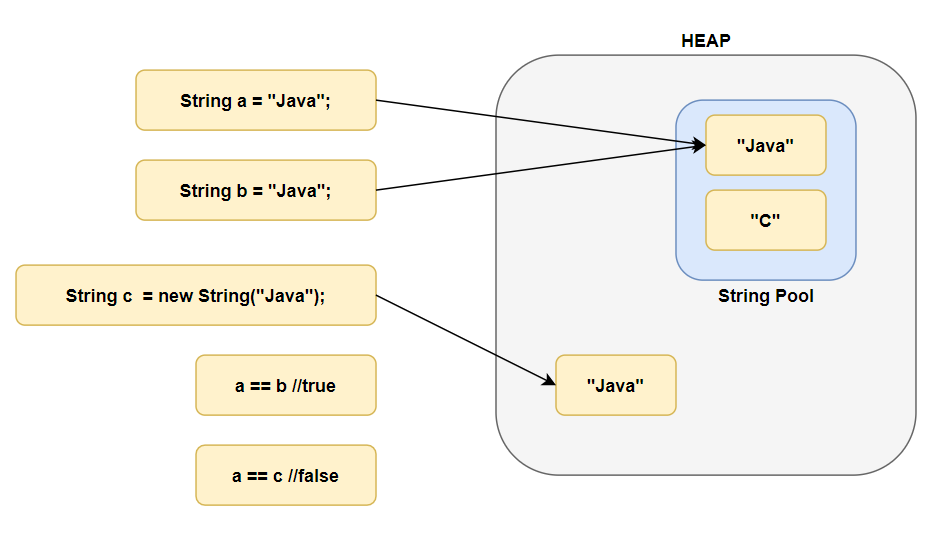 HEAP
String a = "Java";
"Java"
String b = "Java";
"C"
String c  = new String("Java");
String Pool
a == b //true
"Java"
a == c //false